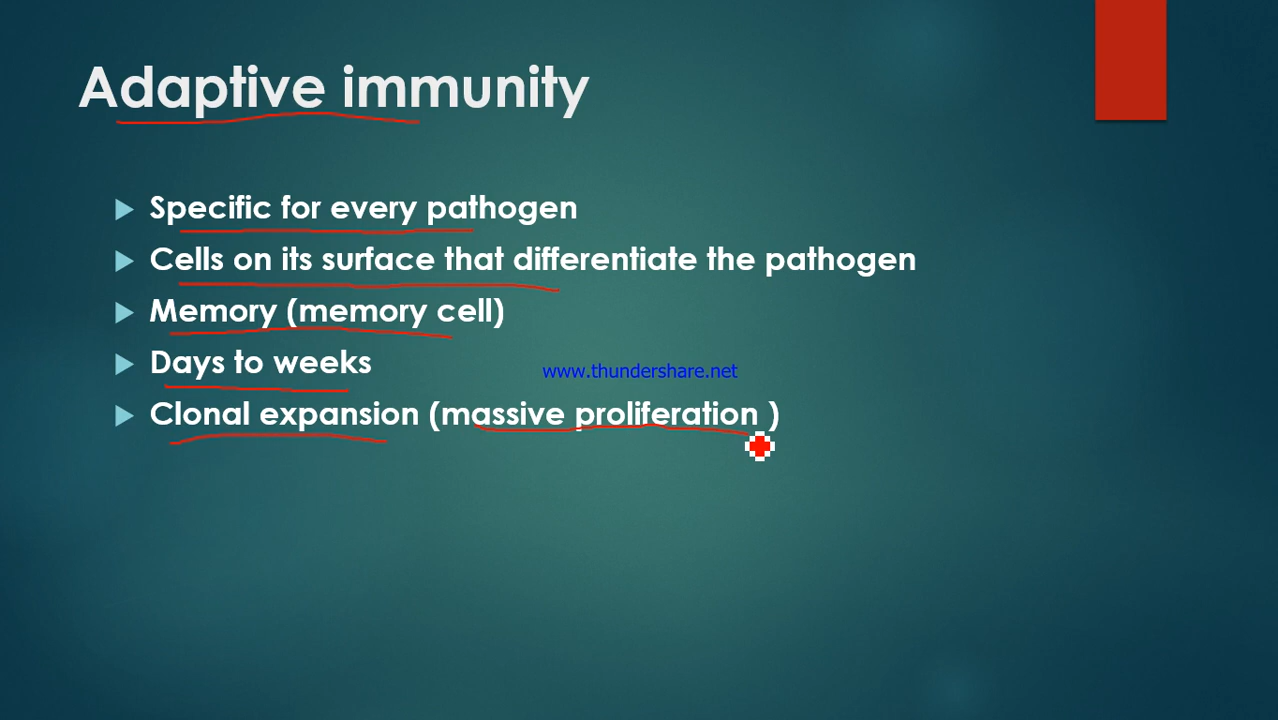 Adaptive immunity
Specific for every pathogen
Cells on its surface that differentiate the pathogen
Memory (memory cell)
Days to weeks
www.thundershare.net
Clonal expansion (massive proliferation )